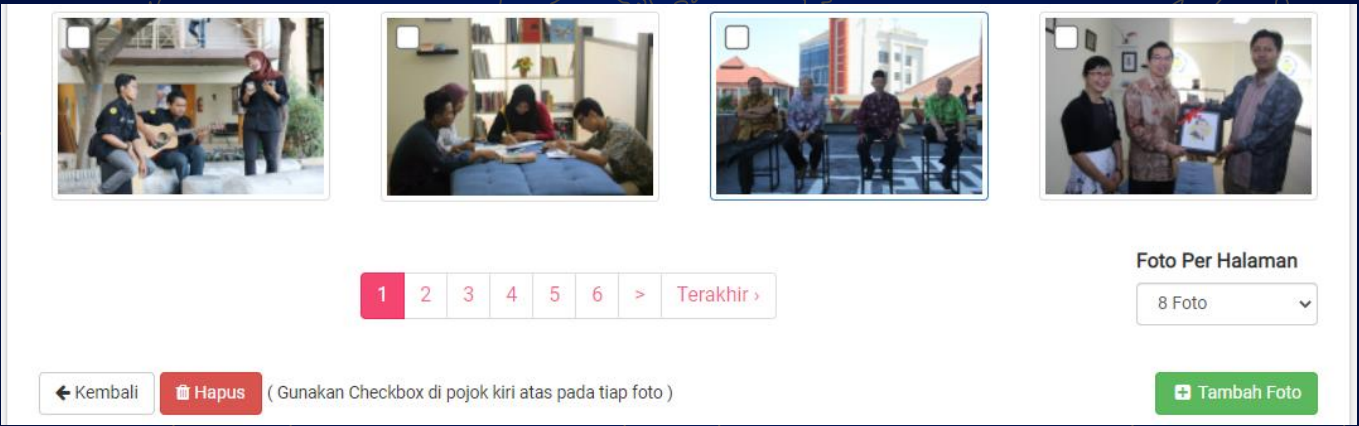 Foto Per Halaman
1 2 3 4 5 6 > Terakhir ›
8 Foto
Kembali Hapus ( Gunakan Checkbox di pojok kiri atas pada tiap foto ) Tambah Foto